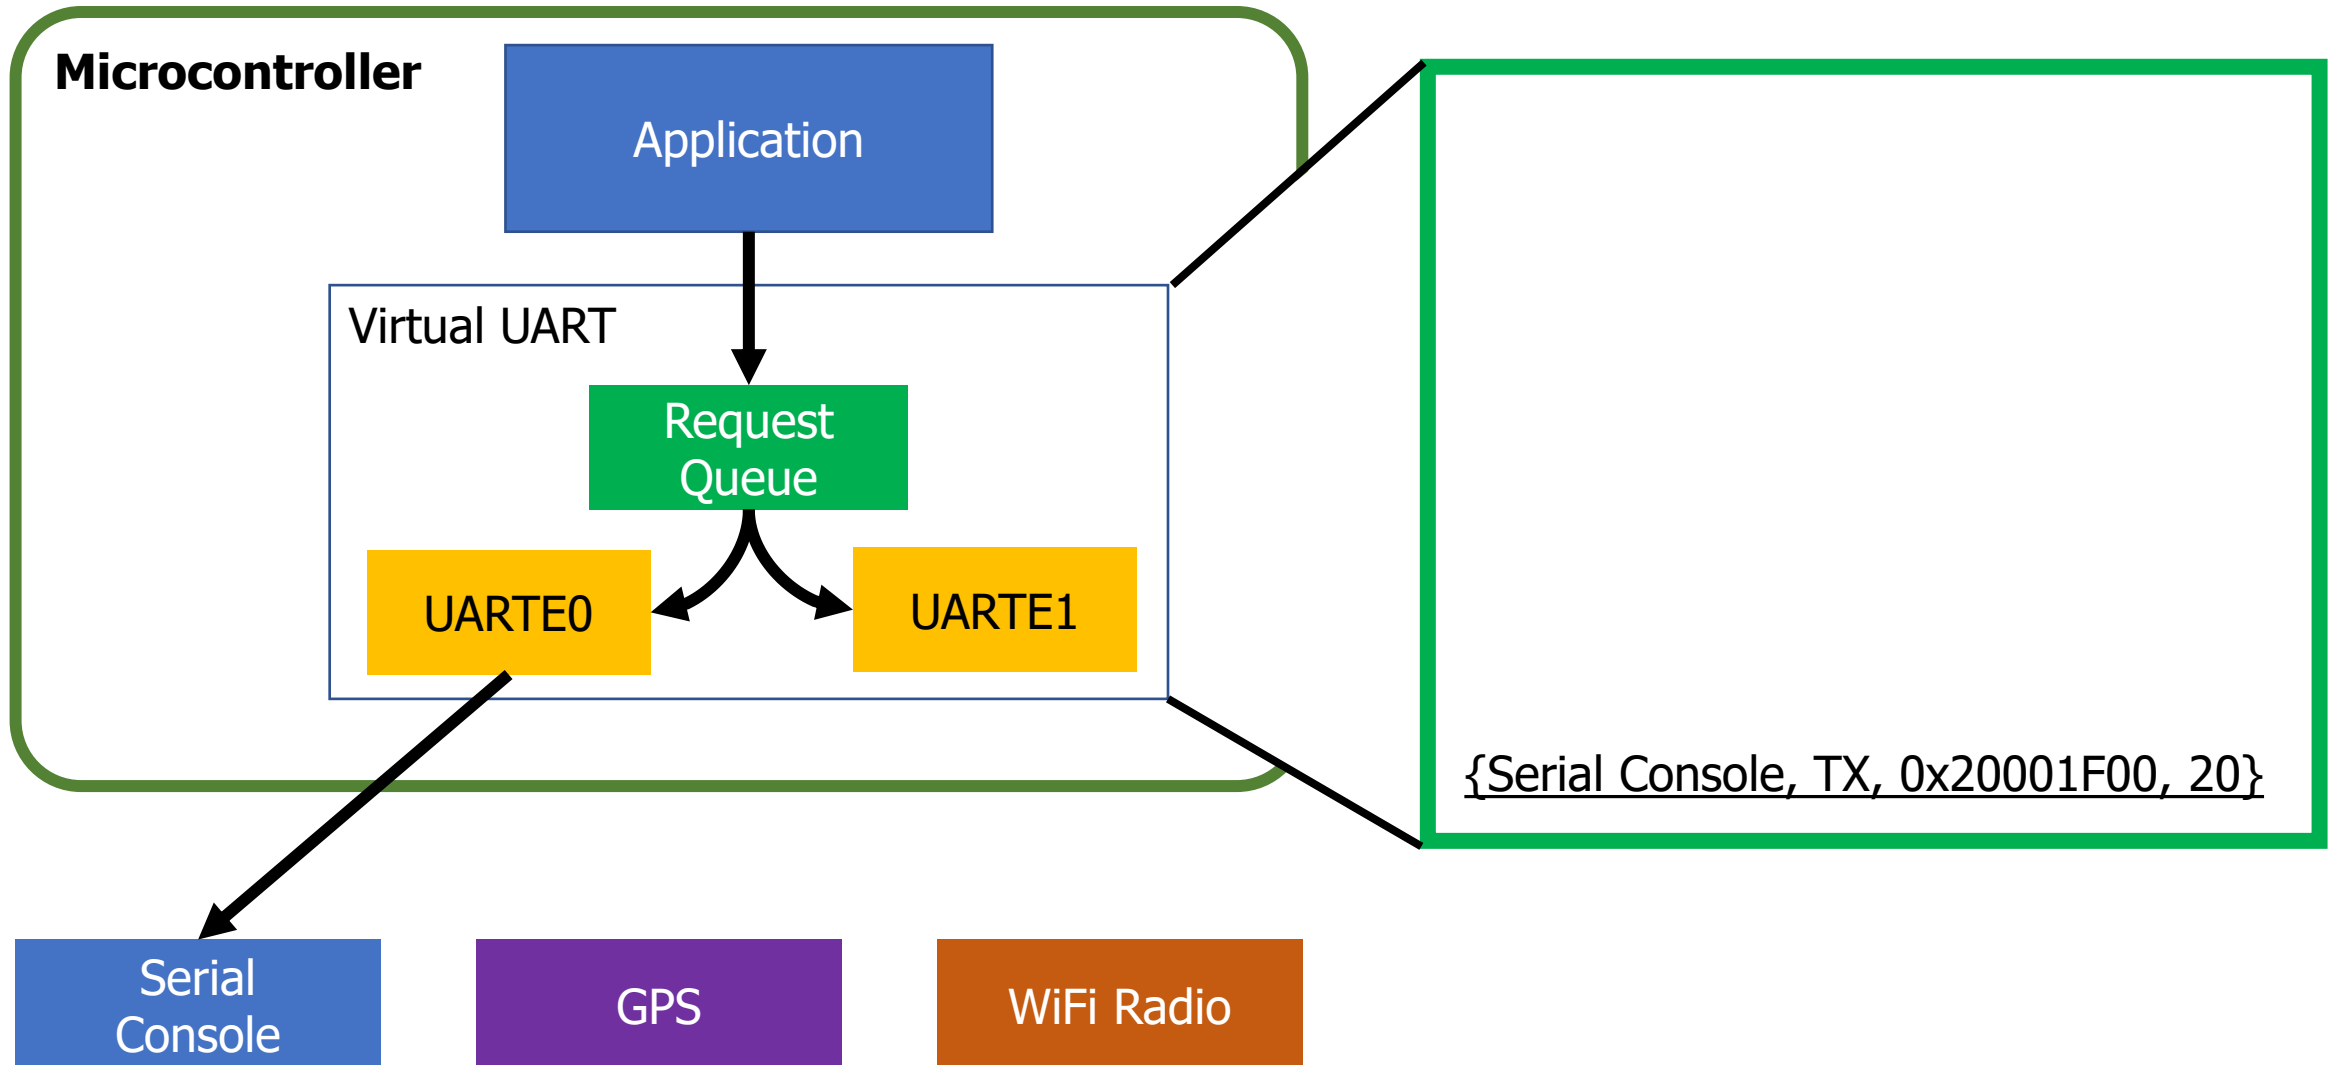 Microcontroller
Application
Virtual UART
Request
Queue
UARTE0
UARTE1
{Serial Console, TX, 0x20001F00, 20}
Serial
Console
GPS
WiFi Radio